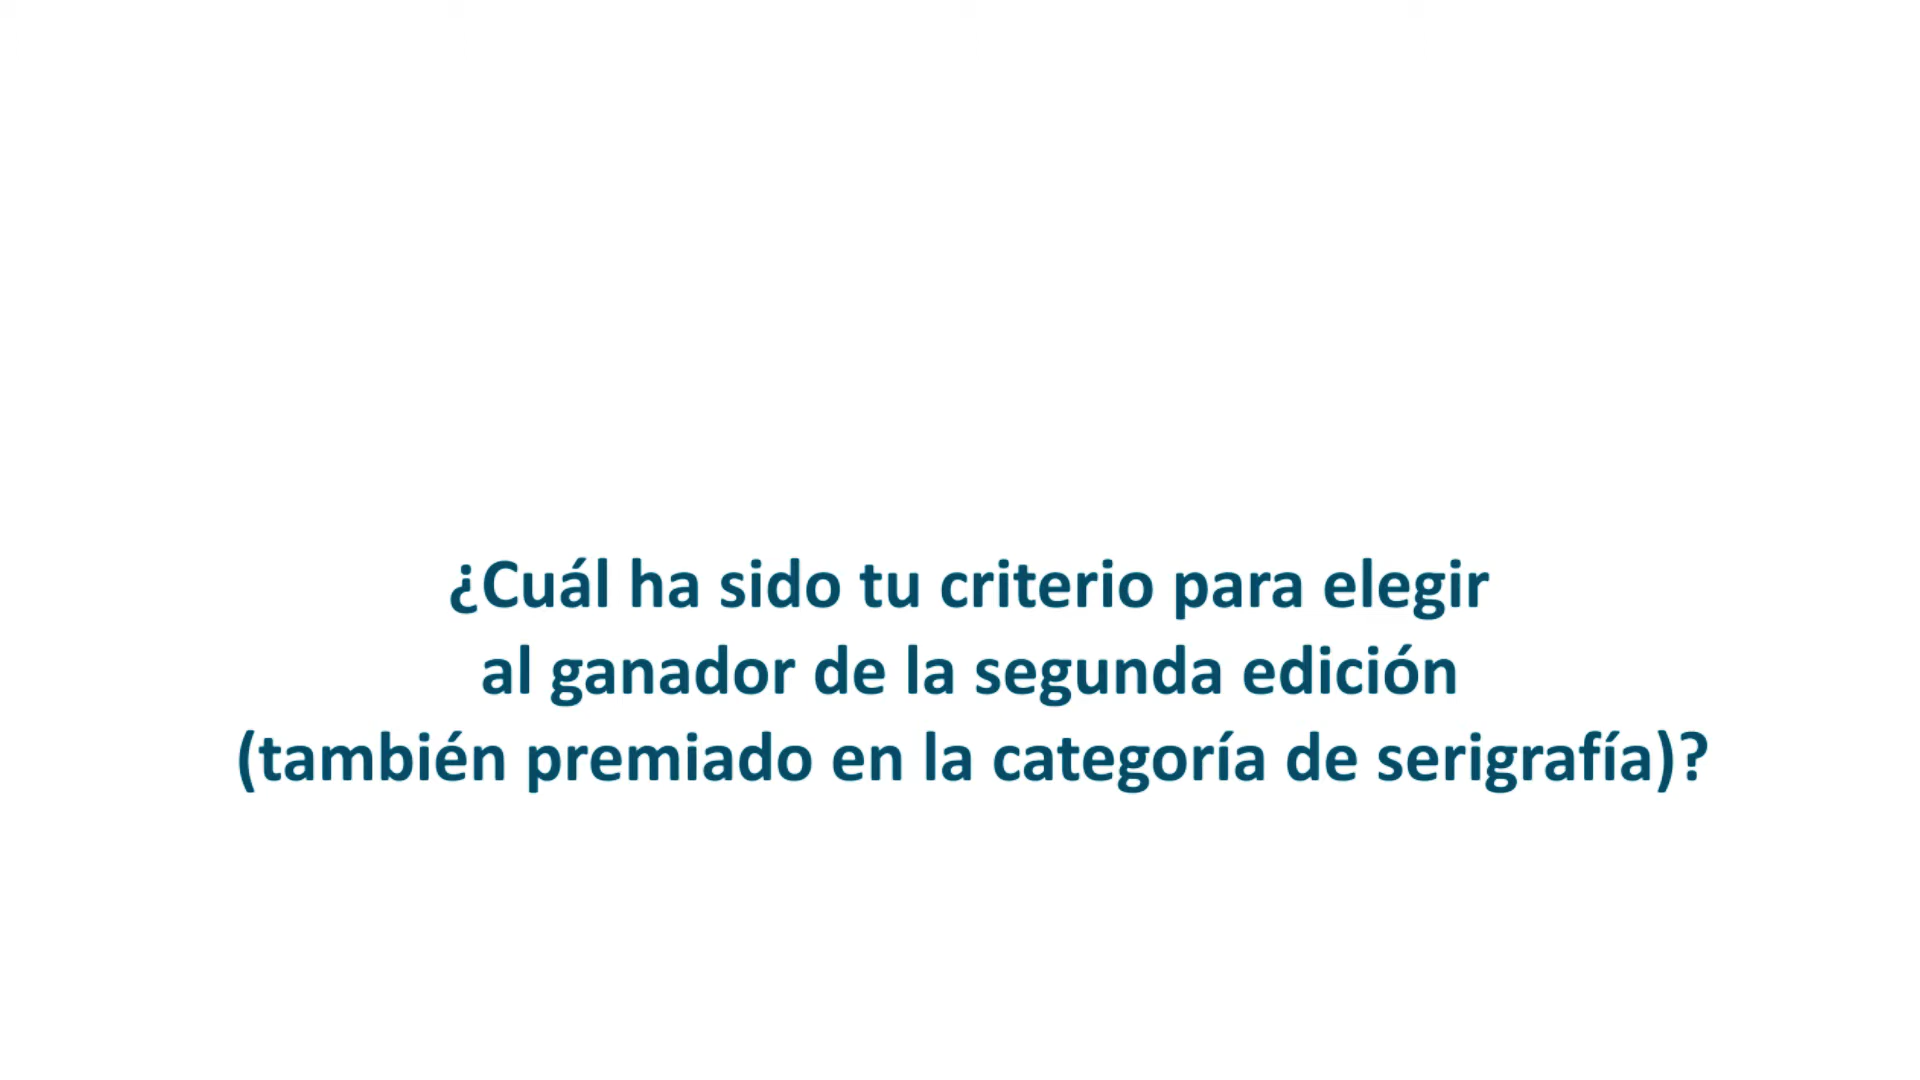 ¿Cuál ha sido tu criterio para elegir
al ganador de la segunda edición
(también premiado en la categoría de serigrafía)?